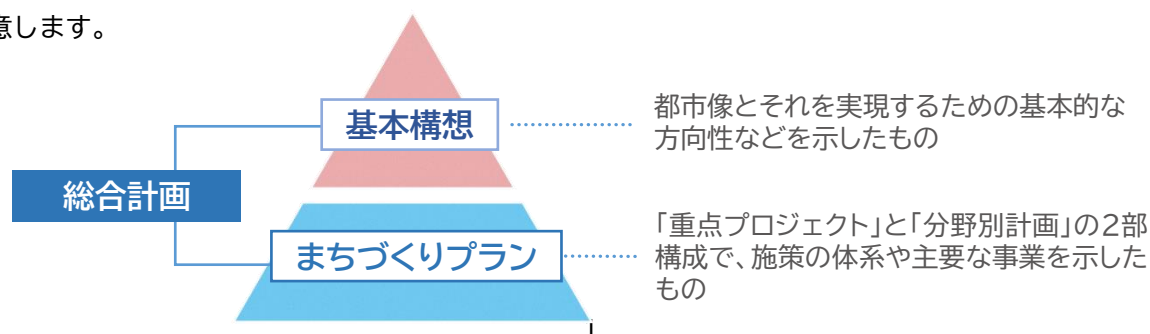 意します。
基本構想
都市像とそれを実現するための基本的な
方向性などを示したもの
総合計画
まちづくりプラン
「重点プロジェクト」と「分野別計画」の2部
構成で、施策の体系や主要な事業を示した
もの